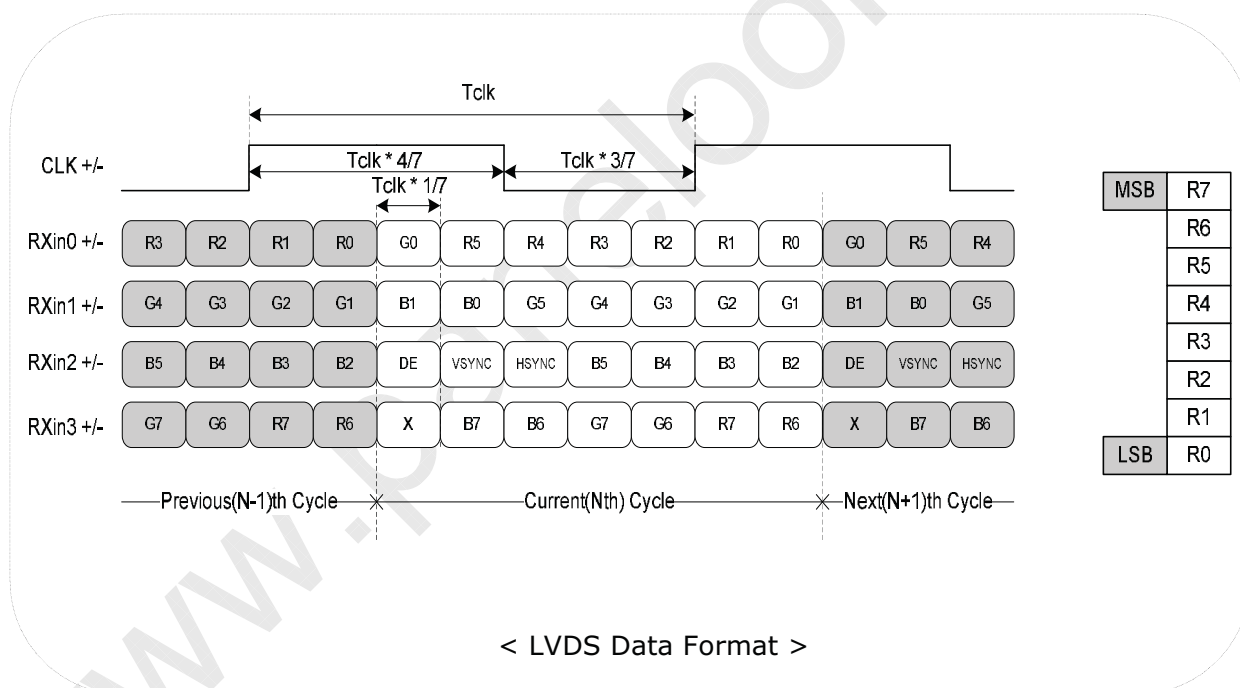 Tclk
CLK +/-
Tclk * 4/7 Tclk * 3/7
Tclk * 1/7
RXin0 +/- R3 R2 R1 R0 G0 R5 R4 R3 R2 R1 R0 G0 R5 R4
RXin1 +/- G4 G3 G2 G1 B1 B0 G5 G4 G3 G2 G1 B1 B0 G5
RXin2 +/- B5 B4 B3 B2 DE VSYNC HSYNC B5 B4 B3 B2 DE VSYNC HSYNC
RXin3 +/- G7 G6 R7 R6 X B7 B6 G7 G6 R7 R6 X B7 B6
Previous(N-1)th Cycle Current(Nth) Cycle Next(N+1)th Cycle
MSB R7
R6
R5
R4
R3
R2
R1
LSB R0
< LVDS Data Format >